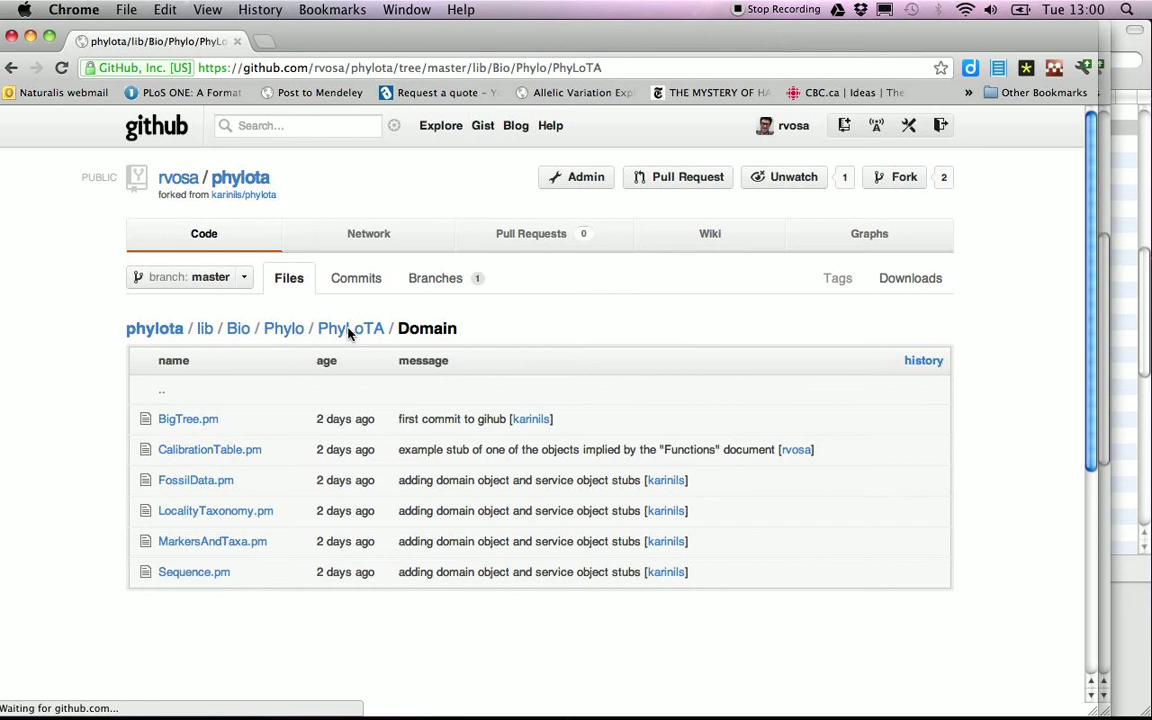 Chrome File Edit View History Bookmarks Window Help Stop Recording Tue 13:00
phylota/lib/Bio/Phylo/PhyLo
GitHub, Inc. [US] https://github.com/rvosa/phylota/tree/master/lib/Bio/Phylo/PhyLoTA
Naturalis webmail PLoS ONE: A Format Post to Mendeley Request a quote - Allelic Variation Exp THE MYSTERY OF CBC.ca | Ideas | The » Other Bookmarks
github Search... Explore Gist Blog Help rvosa
PUBLIC rvosa / phylota Admin Pull Request Unwatch 1 Fork 2
forked from karinils/phylota
Code Network Pull Requests 0 Wiki Graphs
branch: master Files Commits Branches 1 Tags Downloads
phylota / lib / Bio / Phylo / PhyLoTA / Domain
name age message history
..
BigTree.pm 2 days ago first commit to gihub [karinils]
CalibrationTable.pm 2 days ago example stub of one of the objects implied by the "Functions" document [rvosa]
FossilData.pm 2 days ago adding domain object and service object stubs [karinils]
LocalityTaxonomy.pm 2 days ago adding domain object and service object stubs [karinils]
MarkersAndTaxa.pm 2 days ago adding domain object and service object stubs [karinils]
Sequence.pm 2 days ago adding domain object and service object stubs [karinils]
Waiting for github.com...